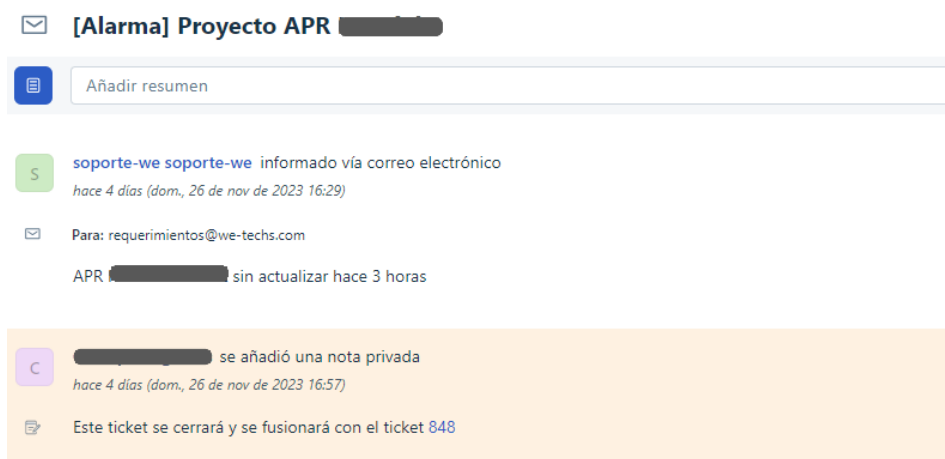 [Alarma] Proyecto APR
Añadir resumen
S
soporte-we soporte-we informado vía correo electrónico
hace 4 días (dom., 26 de nov de 2023 16:29)
Para: requerimientos@we-techs.com
APR sin actualizar hace 3 horas
C
se añadió una nota privada
hace 4 días (dom., 26 de nov de 2023 16:57)
Este ticket se cerrará y se fusionará con el ticket 848